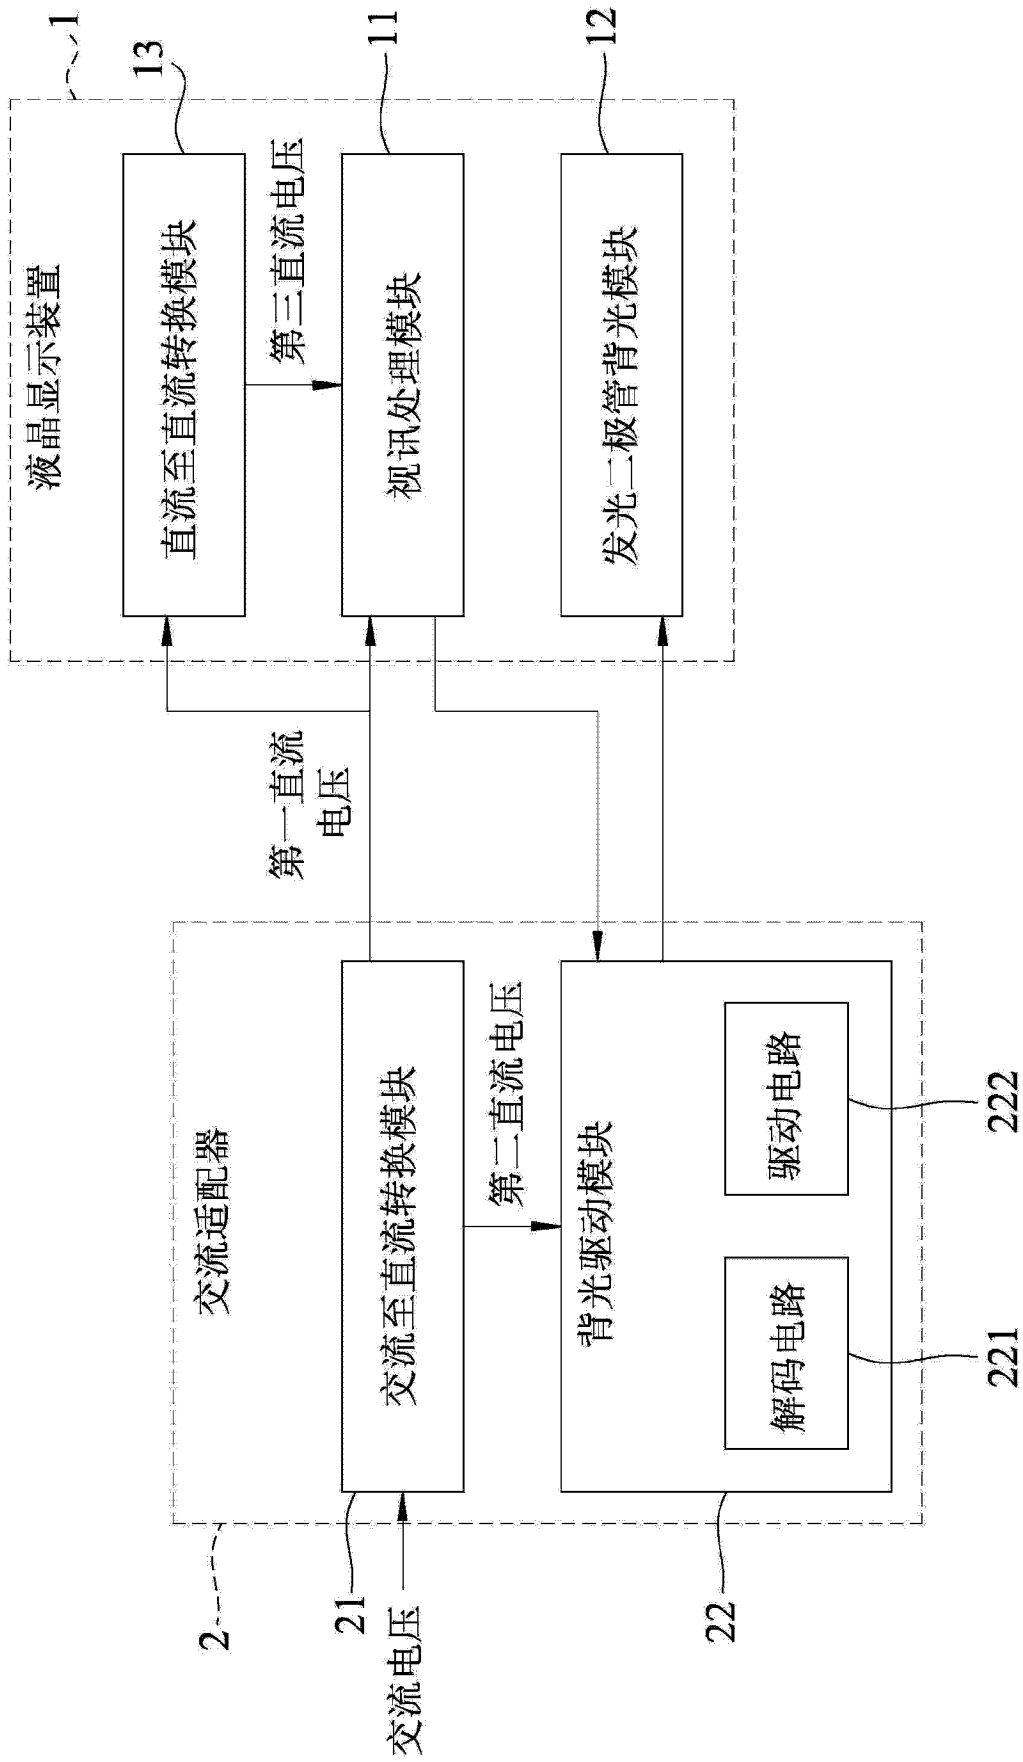 交流适配器
2
交流电压
21
交流至直流转换模块
第一直流
电压
第二直流电压
背光驱动模块
22
解码电路
221
驱动电路
222
液晶显示装置
1
直流至直流转换模块
13
第三直流电压
视讯处理模块
11
发光二极管背光模块
12